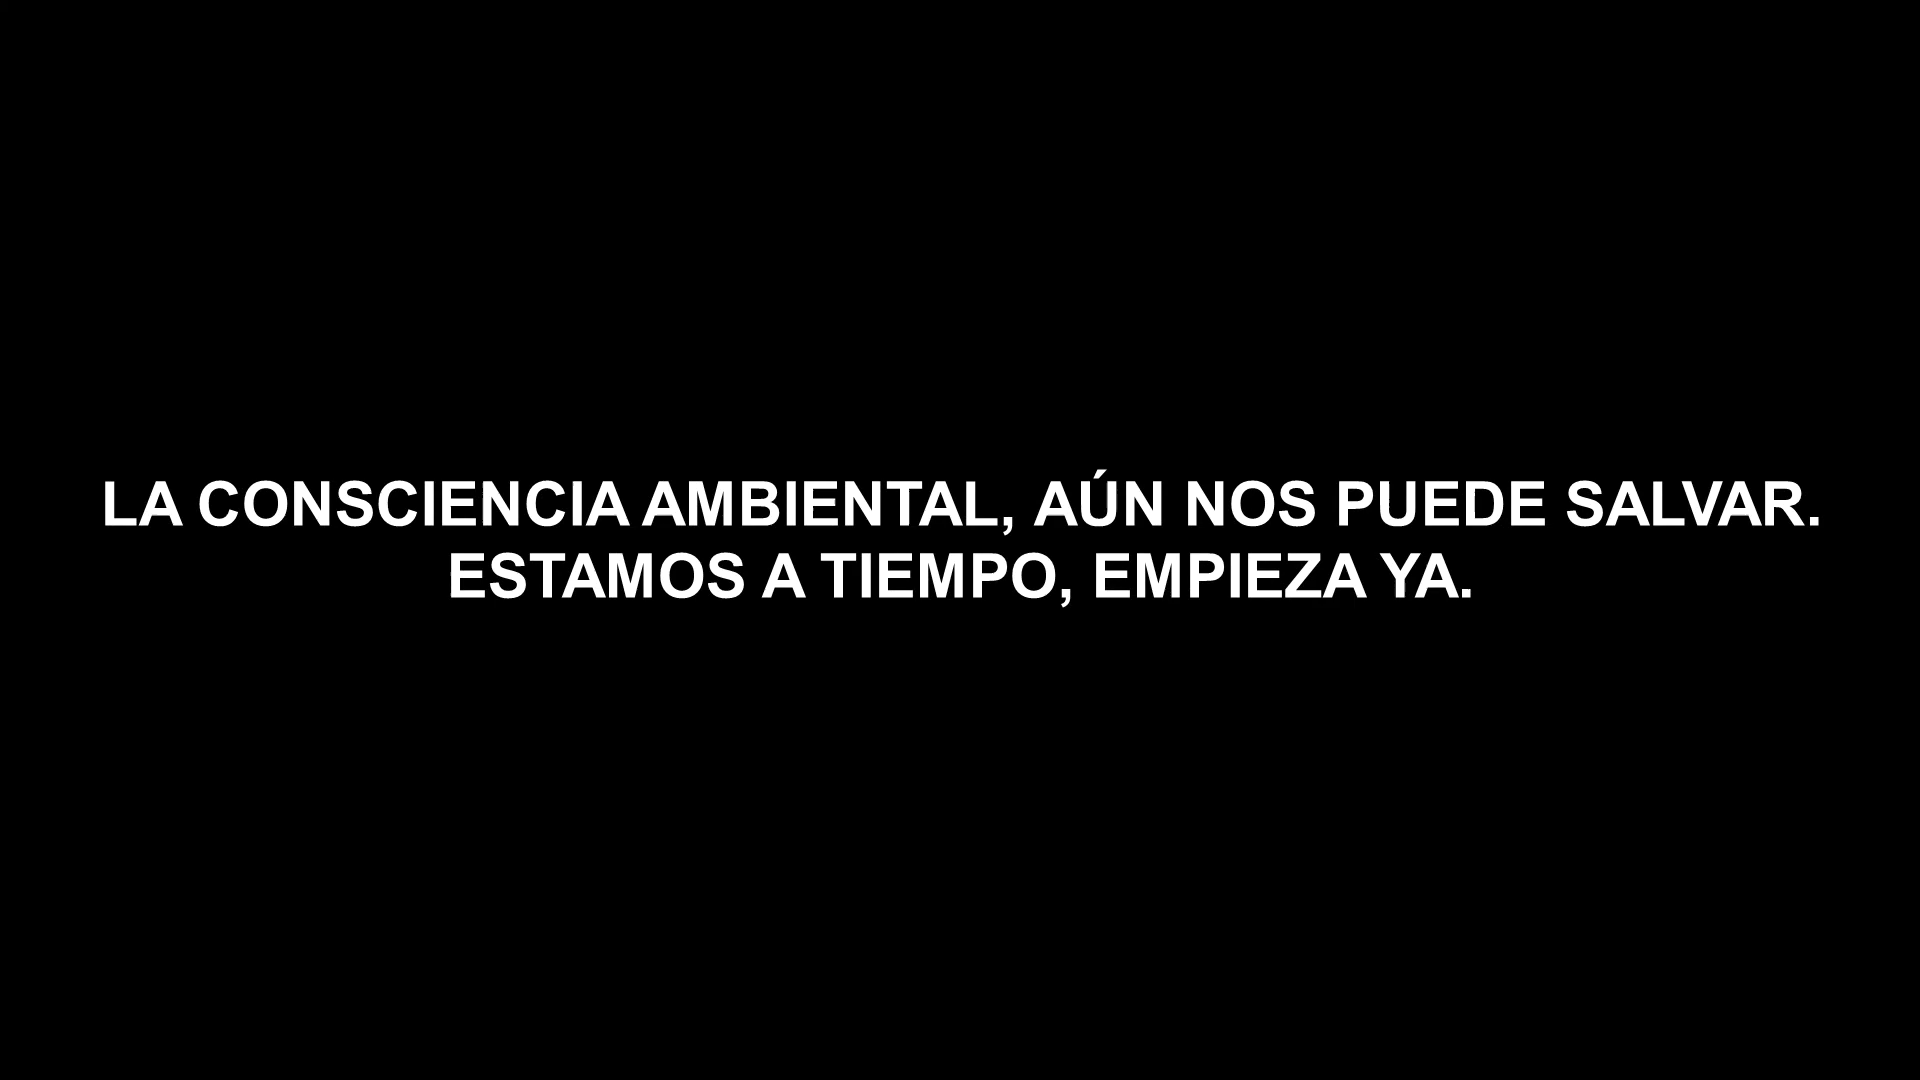 LA CONSCIENCIA AMBIENTAL, AÚN NOS PUEDE SALVAR.
ESTAMOS A TIEMPO, EMPIEZA YA.